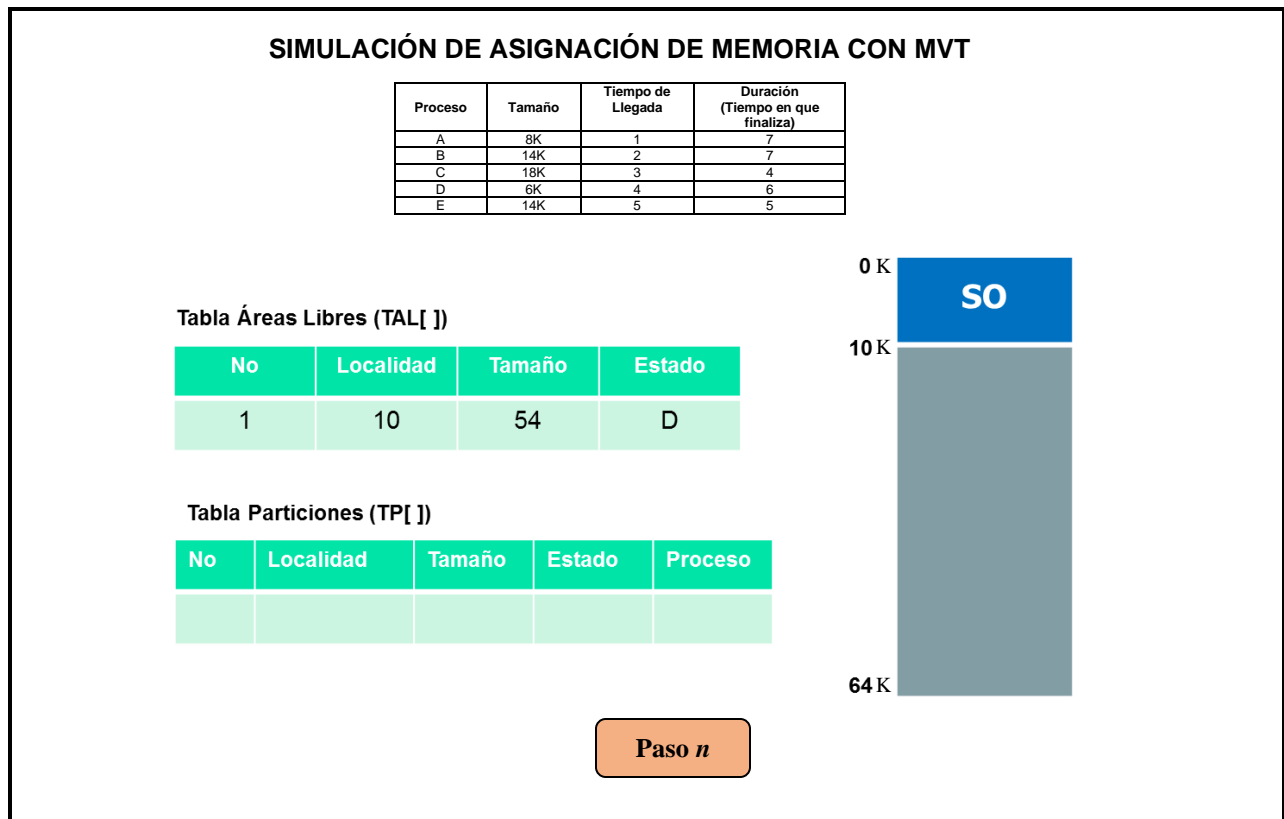 SIMULACIÓN DE ASIGNACIÓN DE MEMORIA CON MVT
Proceso Tamaño Tiempo de Llegada Duración (Tiempo en que finaliza)
A 8K 1 7
B 14K 2 7
C 18K 3 4
D 6K 4 6
E 14K 5 5
0 K
SO
10 K
64 K
Tabla Áreas Libres (TAL[ ])
No Localidad Tamaño Estado
1 10 54 D
Tabla Particiones (TP[ ])
No Localidad Tamaño Estado Proceso
Paso n